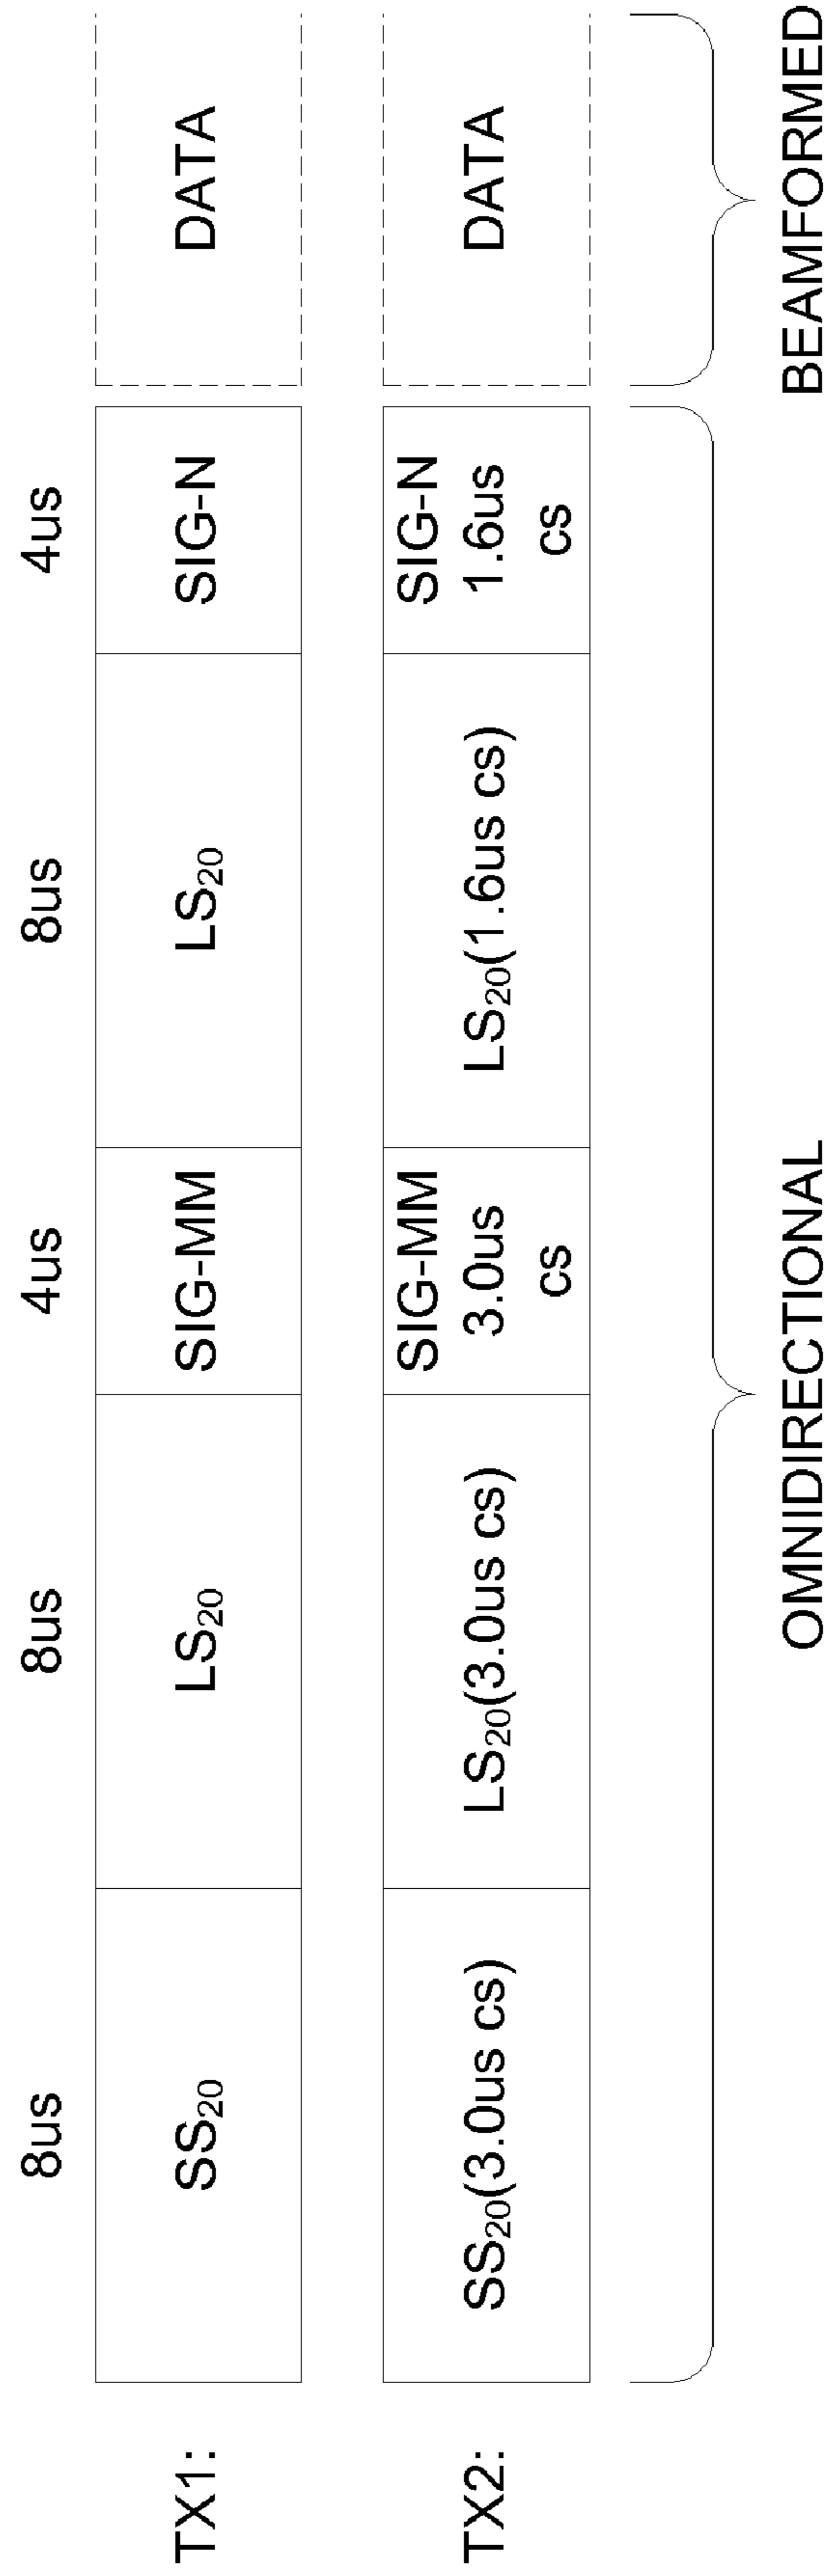 8us 8us 4us 8us 4us
TX1: SS₂₀ LS₂₀ SIG-MM LS₂₀ SIG-N DATA
TX2: SS₂₀(3.0us cs) LS₂₀(3.0us cs) SIG-MM 3.0us cs LS₂₀(1.6us cs) SIG-N 1.6us cs DATA
OMNIDIRECTIONAL BEAMFORMED